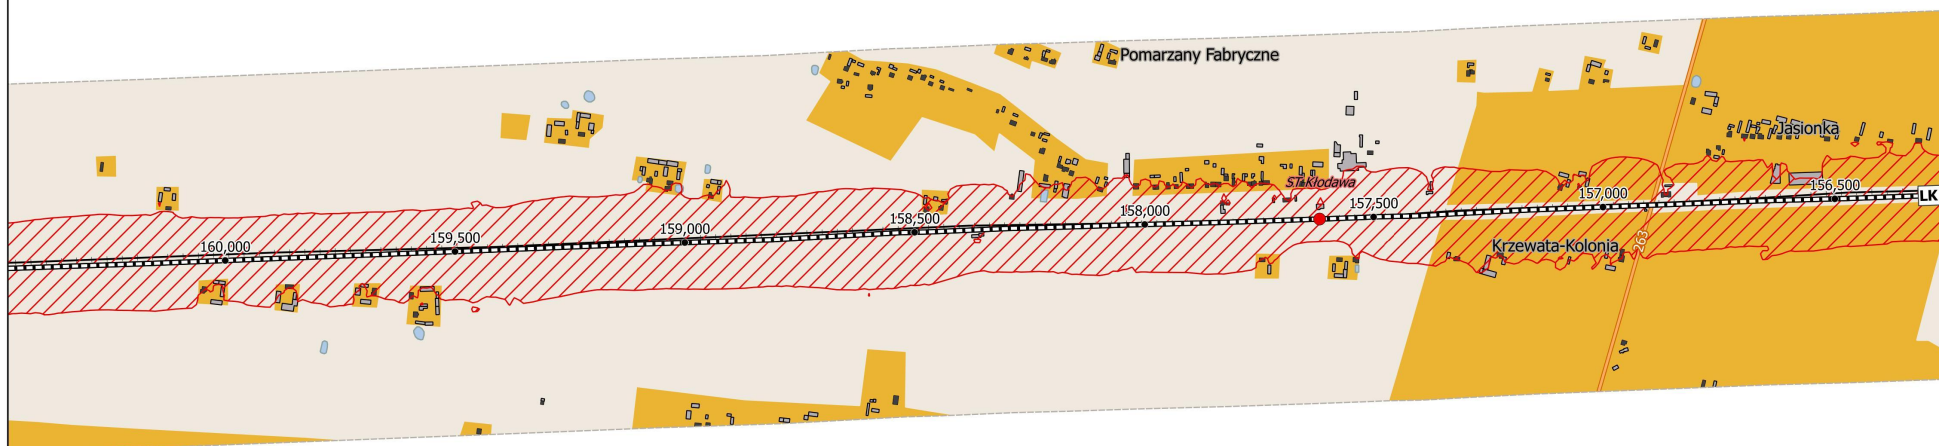 Pomarzany Fabryczne
Jasionka
ST. Kłodawa
156,500
LK
157,000
157,500
158,000
158,500
159,000
159,500
160,000
Krzewata-Kolonia
263